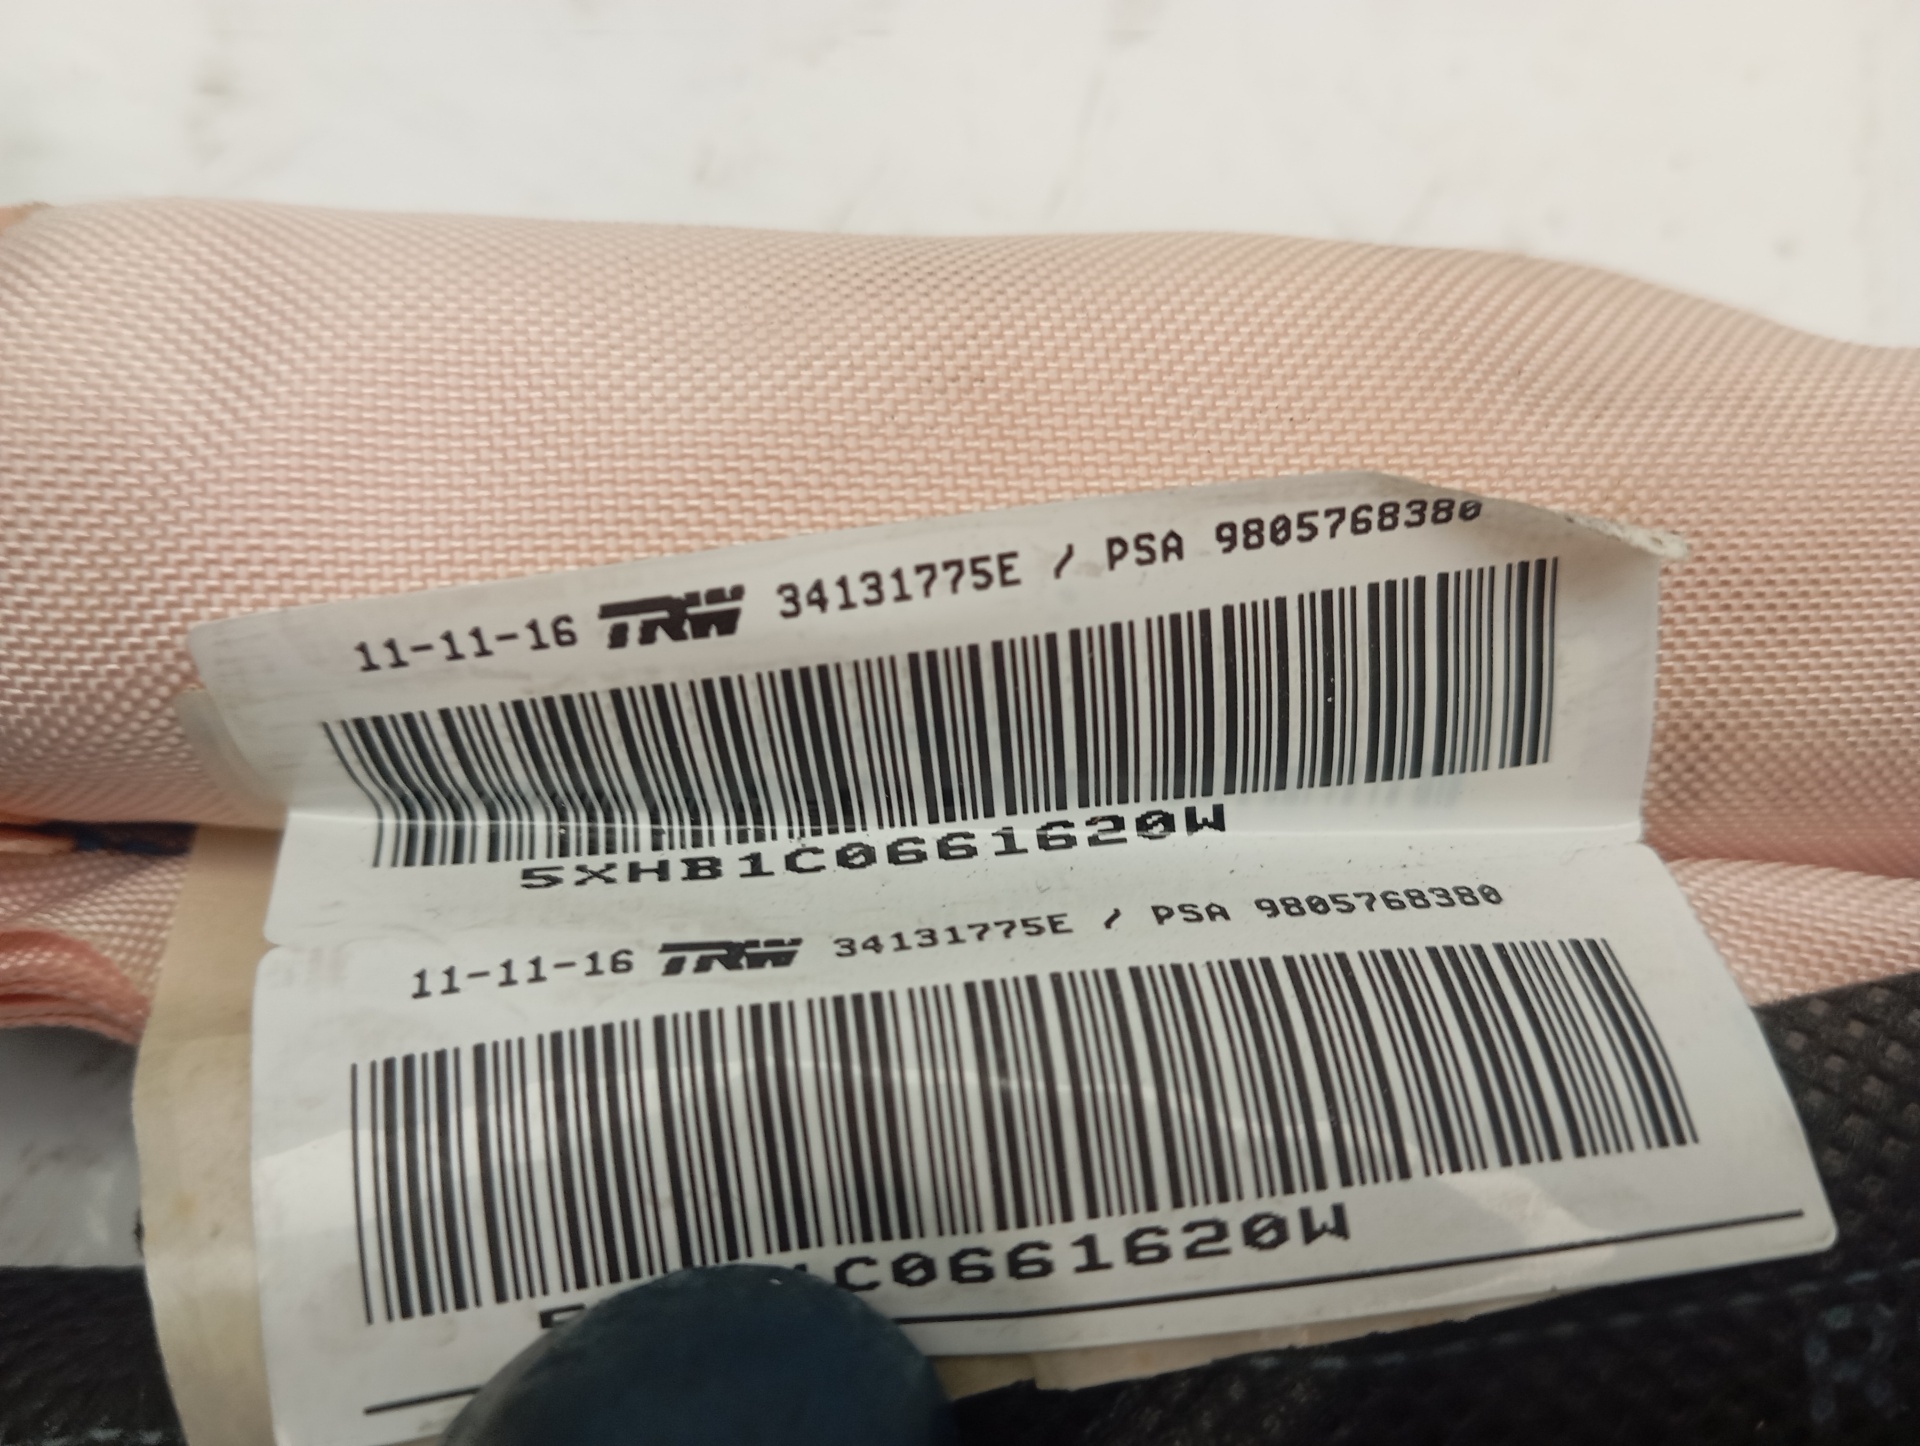 11-11-16 TRW 34131775E / PSA 9805768380
5XHB1C0661620W
11-11-16 TRW 34131775E / PSA 9805768380
C0661620W